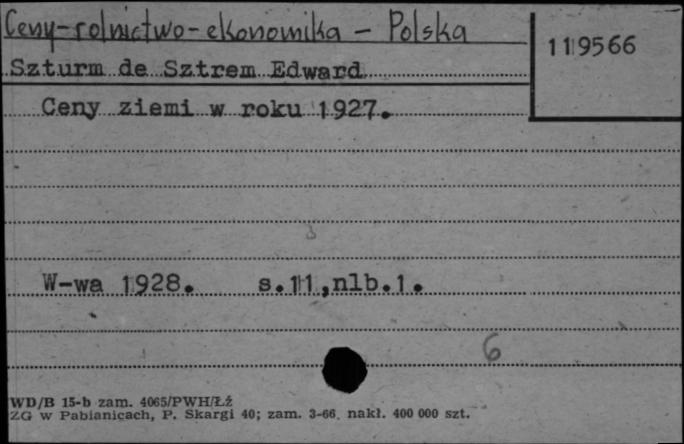 Ceny-rolnictwo-ekonomika - Polska
119566
Szturm de Sztrem Edward
Ceny ziemi w roku 1927.
W-wa 1928. s.11,nlb.1.
6
WD/B 15-b zam. 4065/PWH/Łż
ZG w Pabianicach, P. Skargi 40; zam. 3-66 nakł. 400 000 szt.